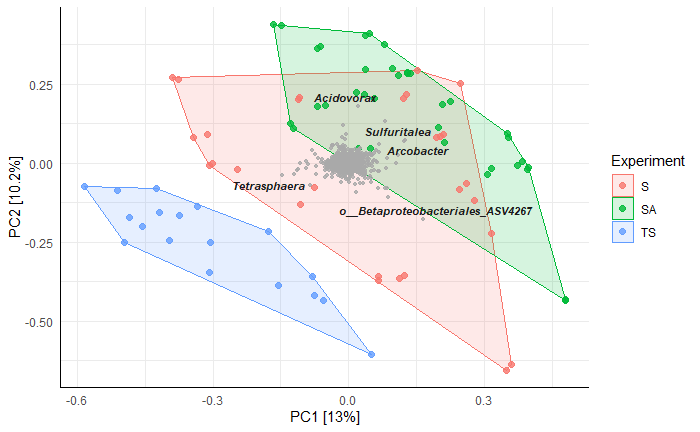 0.25
0.00
-0.25
-0.50
PC2 [10.2%]
-0.6
-0.3
0.0
0.3
PC1 [13%]
Acidovorax
Sulfuritalea
Arcobacter
Tetrasphaera
o__Betaproteobacteriales_ASV4267
Experiment
S
SA
TS